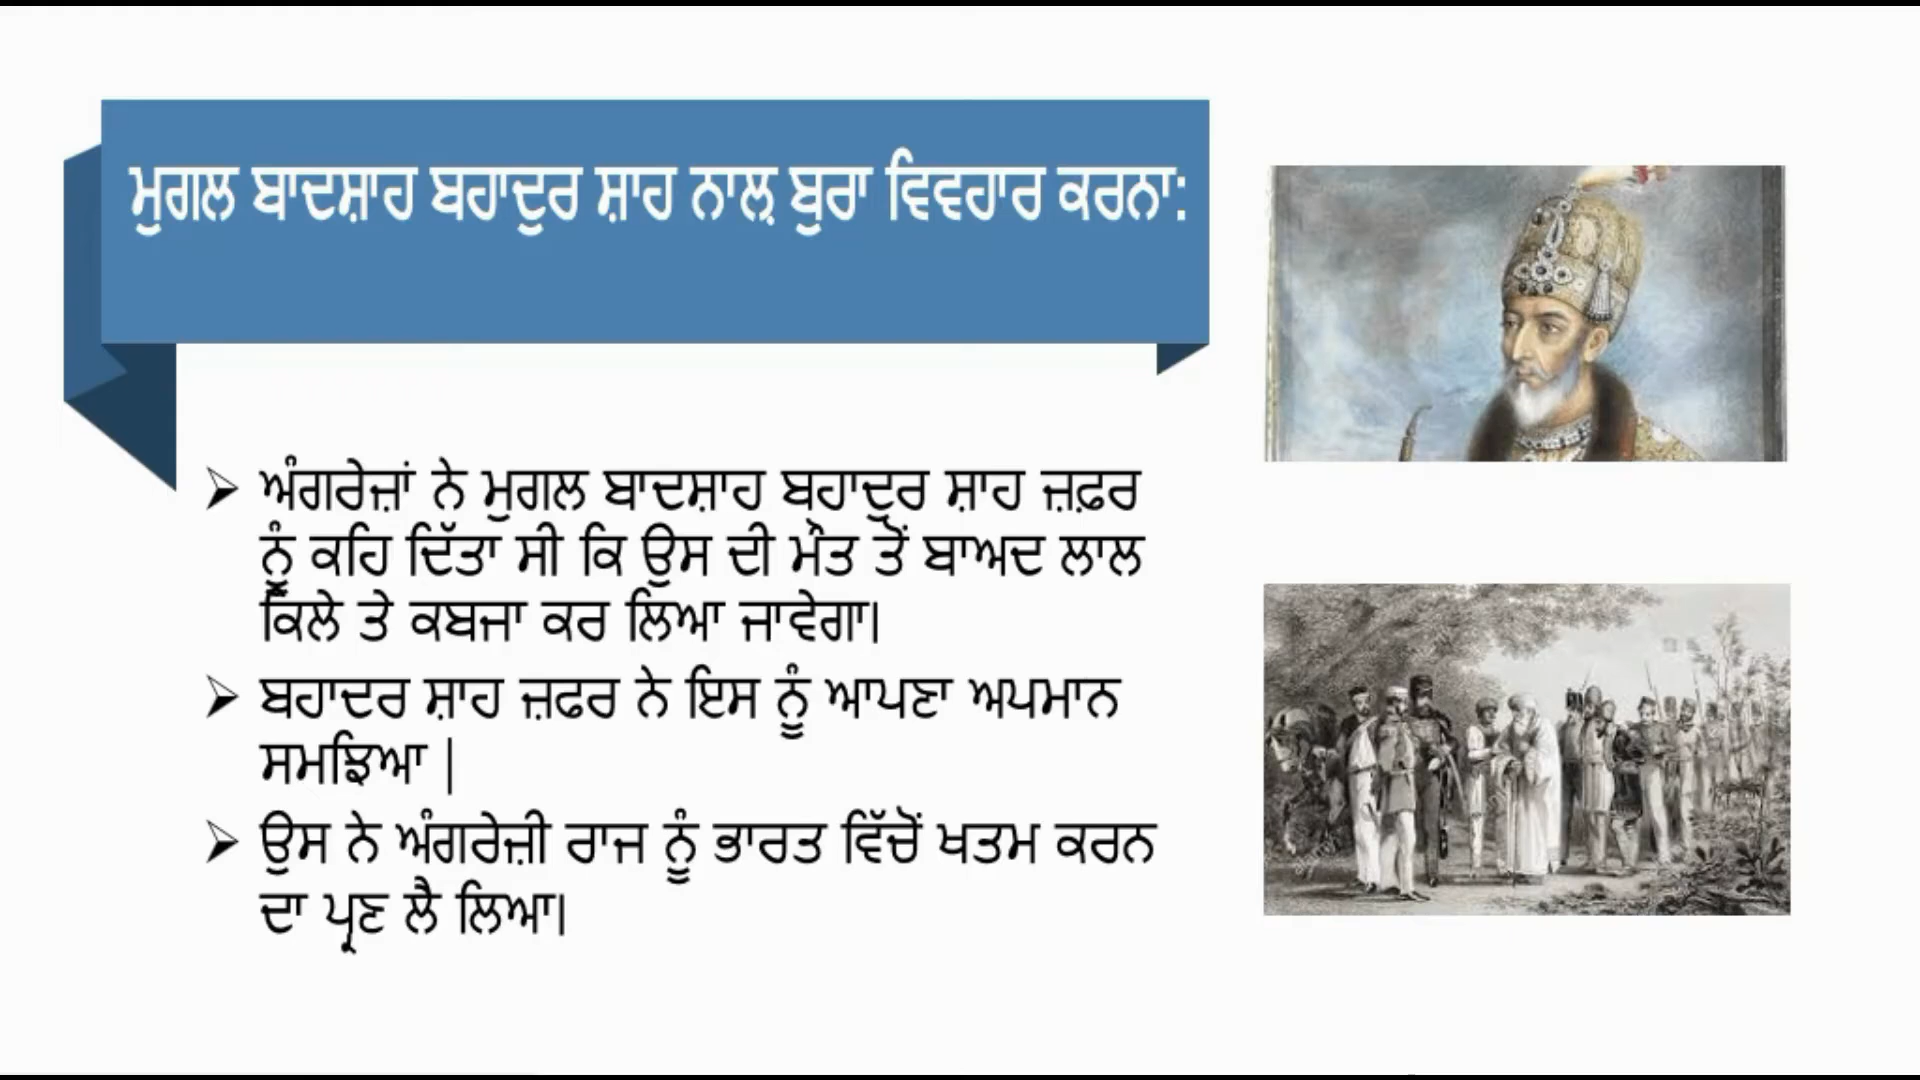 ਮੁਗਲ ਬਾਦਸ਼ਾਹ ਬਹਾਦੁਰ ਸ਼ਾਹ ਨਾਲ਼ ਬੁਰਾ ਵਿਵਹਾਰ ਕਰਨਾ:
➢ ਅੰਗਰੇਜ਼ਾਂ ਨੇ ਮੁਗਲ ਬਾਦਸ਼ਾਹ ਬਹਾਦੁਰ ਸ਼ਾਹ ਜ਼ਫ਼ਰ
ਨੂੰ ਕਹਿ ਦਿੱਤਾ ਸੀ ਕਿ ਉਸ ਦੀ ਮੌਤ ਤੋਂ ਬਾਅਦ ਲਾਲ
ਕਿਲੇ ਤੇ ਕਬਜਾ ਕਰ ਲਿਆ ਜਾਵੇਗਾ।
➢ ਬਹਾਦਰ ਸ਼ਾਹ ਜ਼ਫਰ ਨੇ ਇਸ ਨੂੰ ਆਪਣਾ ਅਪਮਾਨ
ਸਮਝਿਆ |
➢ ਉਸ ਨੇ ਅੰਗਰੇਜ਼ੀ ਰਾਜ ਨੂੰ ਭਾਰਤ ਵਿੱਚੋਂ ਖਤਮ ਕਰਨ
ਦਾ ਪ੍ਰਣ ਲੈ ਲਿਆ।